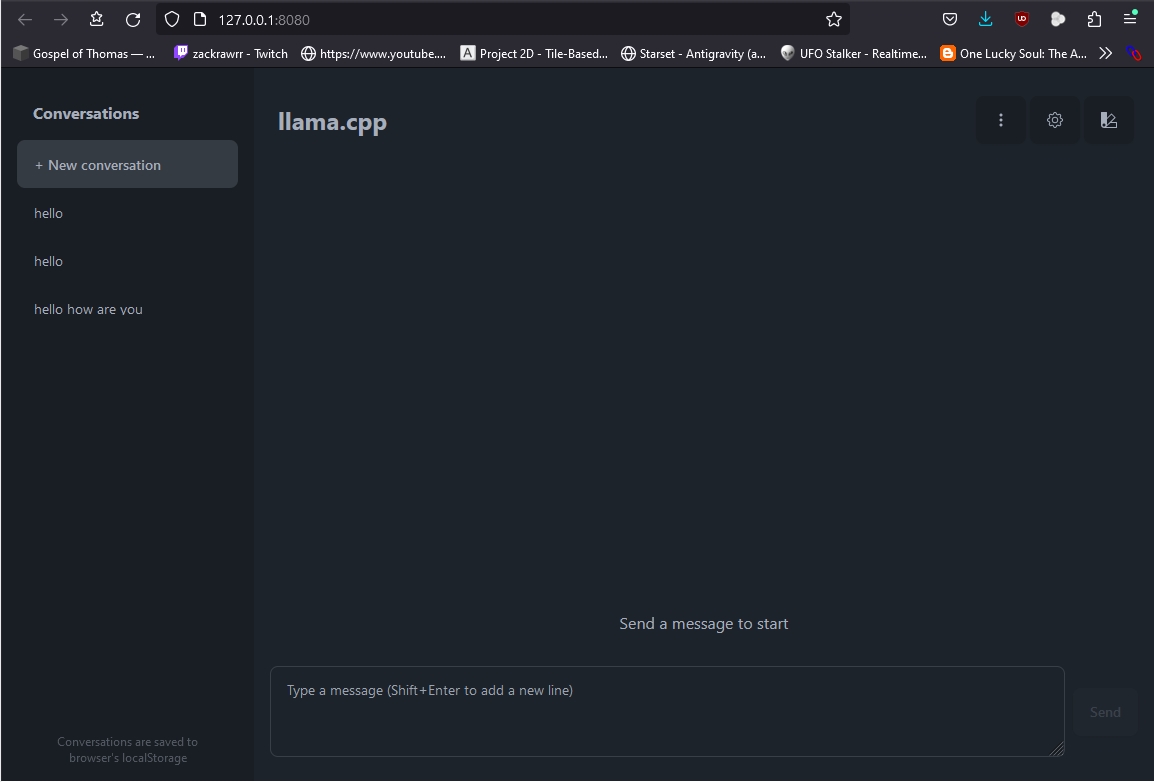 127.0.0.1:8080
Gospel of Thomas — ...
zackrawrr - Twitch
https://www.youtube....
A
Project 2D - Tile-Based...
Starset - Antigravity (a...
UFO Stalker - Realtime...
One Lucky Soul: The A...
Conversations
+ New conversation
hello
hello
hello how are you
Conversations are saved to
browser's localStorage
llama.cpp
Send a message to start
Type a message (Shift+Enter to add a new line)
Send